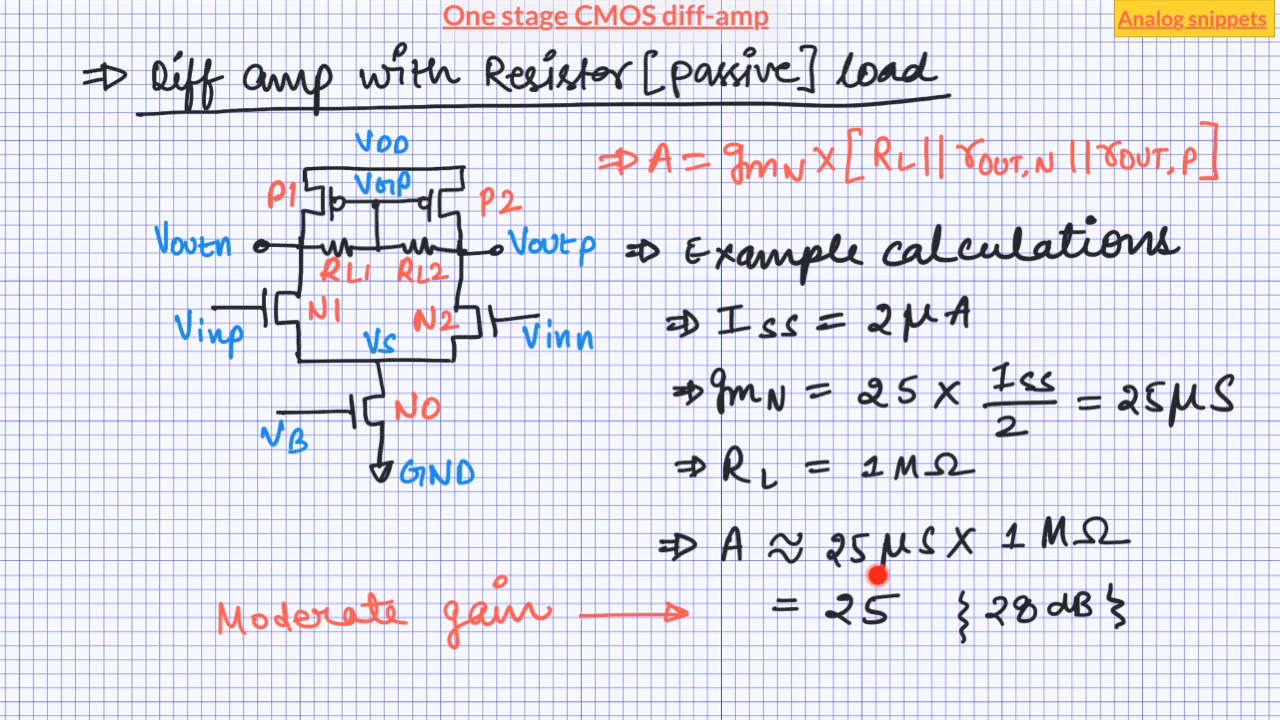 One stage CMOS diff-amp
Analog snippets
⇒ Diff amp with Resistor [passive] load
⇒ A = gmN × [RL || rOUT,N || rOUT,P]
VDD
P1
VGP
P2
Voutn
Voutp
RL1
RL2
⇒ Example calculations
Vinp
N1
N2
Vinn
VS
⇒ ISS = 2μA
VB
N0
⇒ gmN = 25 × ISS/2 = 25μS
GND
⇒ RL = 1MΩ
⇒ A ≈ 25μS × 1MΩ
Moderate gain → = 25 {28dB}